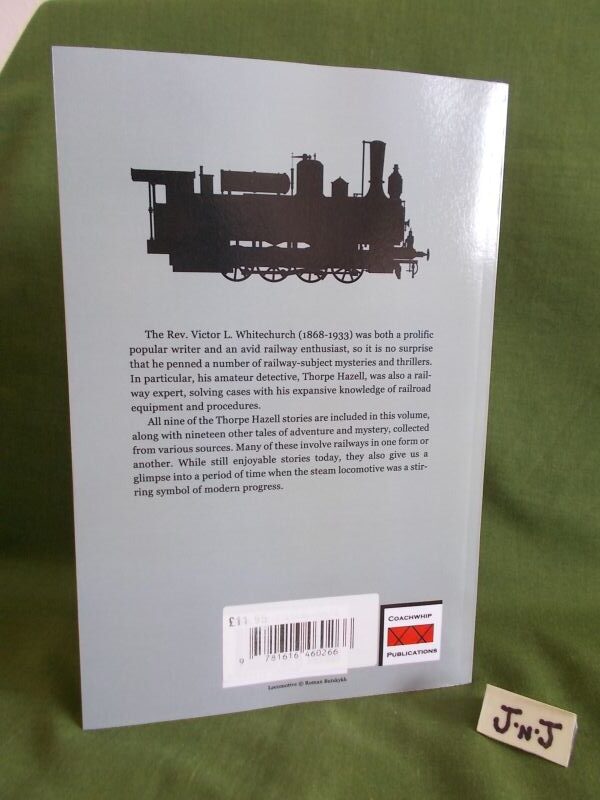 The Rev. Victor L. Whitechurch (1868-1933) was both a prolific
popular writer and an avid railway enthusiast, so it is no surprise
that he penned a number of railway-subject mysteries and thrillers.
In particular, his amateur detective, Thorpe Hazell, was also a rail-
way expert, solving cases with his expansive knowledge of railroad
equipment and procedures.
All nine of the Thorpe Hazell stories are included in this volume,
along with nineteen other tales of adventure and mystery, collected
from various sources. Many of these involve railways in one form or
another. While still enjoyable stories today, they also give us a
glimpse into a period of time when the steam locomotive was a stir-
ring symbol of modern progress.
9 781616 460266
COACHWHIP
PUBLICATIONS
Locomotive © Roman
J·N·J